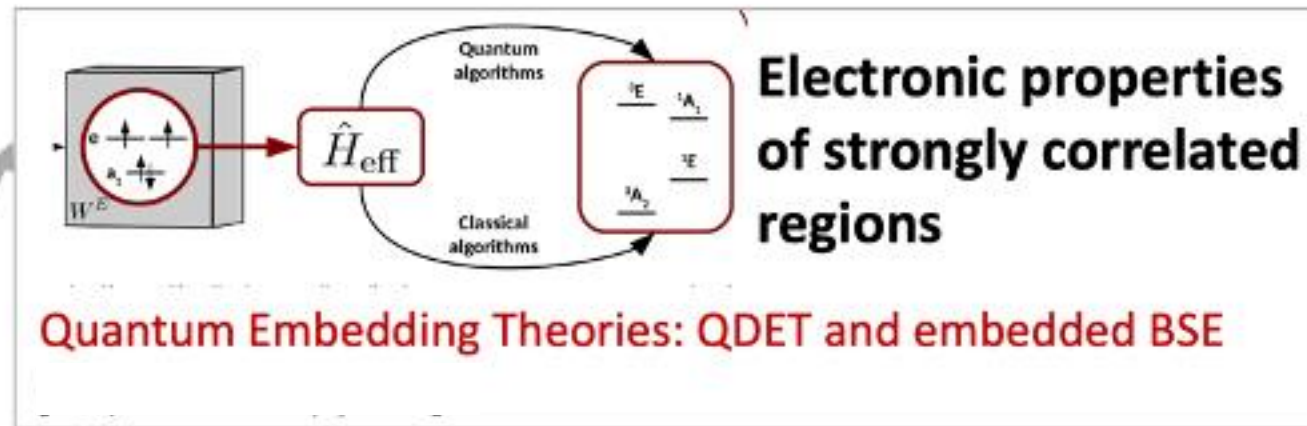 Quantum
algorithms
Electronic properties
of strongly correlated
regions
e
a₁
W^E
Ĥeff
³E
¹A₁
¹E
³A₂
Classical
algorithms
Quantum Embedding Theories: QDET and embedded BSE